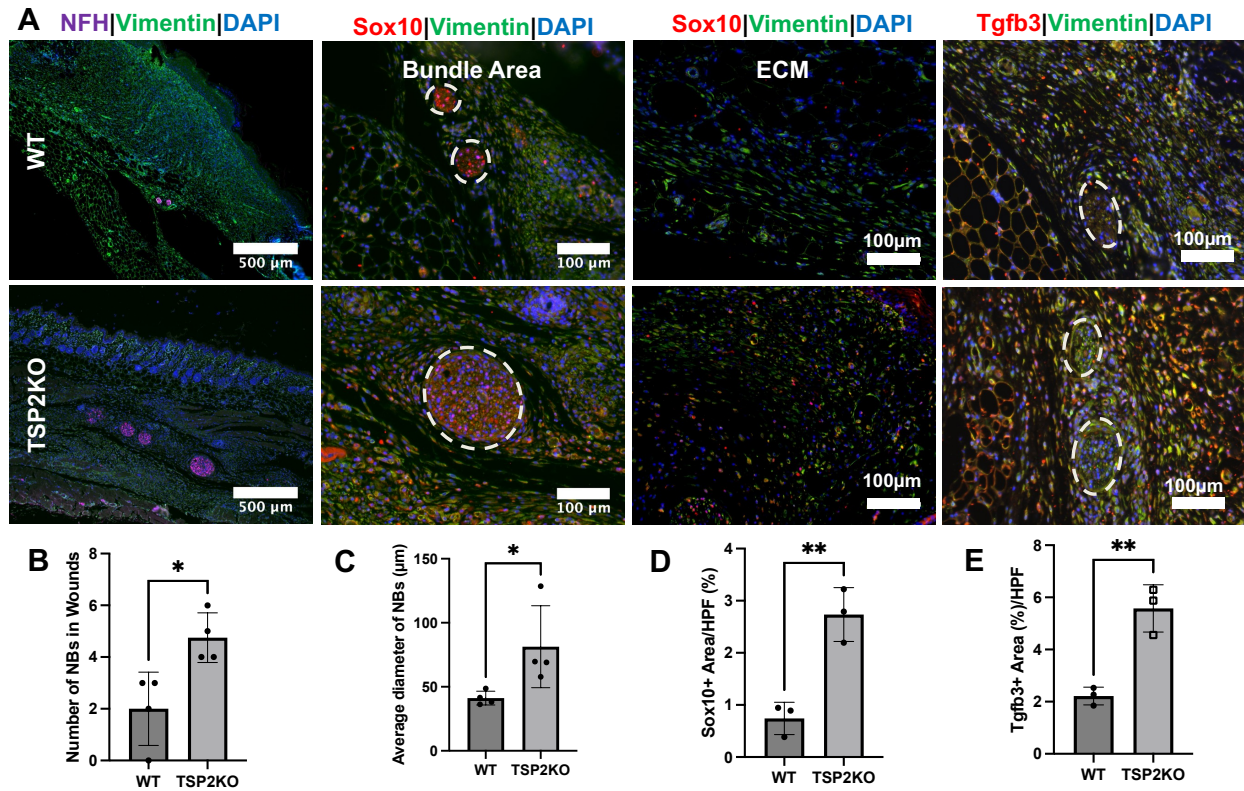 A
NFH|Vimentin|DAPI
Sox10|Vimentin|DAPI
Sox10|Vimentin|DAPI
Tgfb3|Vimentin|DAPI
WT
Bundle Area
ECM
500 µm
100 µm
100µm
100µm
TSP2KO
500 µm
100 µm
100µm
100µm
B
Number of NBs in Wounds
8
6
4
2
0
*
WT
TSP2KO
C
Average diameter of NBs (µm)
150
100
50
0
*
WT
TSP2KO
D
Sox10+ Area/HPF (%)
4
3
2
1
0
**
WT
TSP2KO
E
Tgfb3+ Area (%)/HPF
8
6
4
2
0
**
WT
TSP2KO